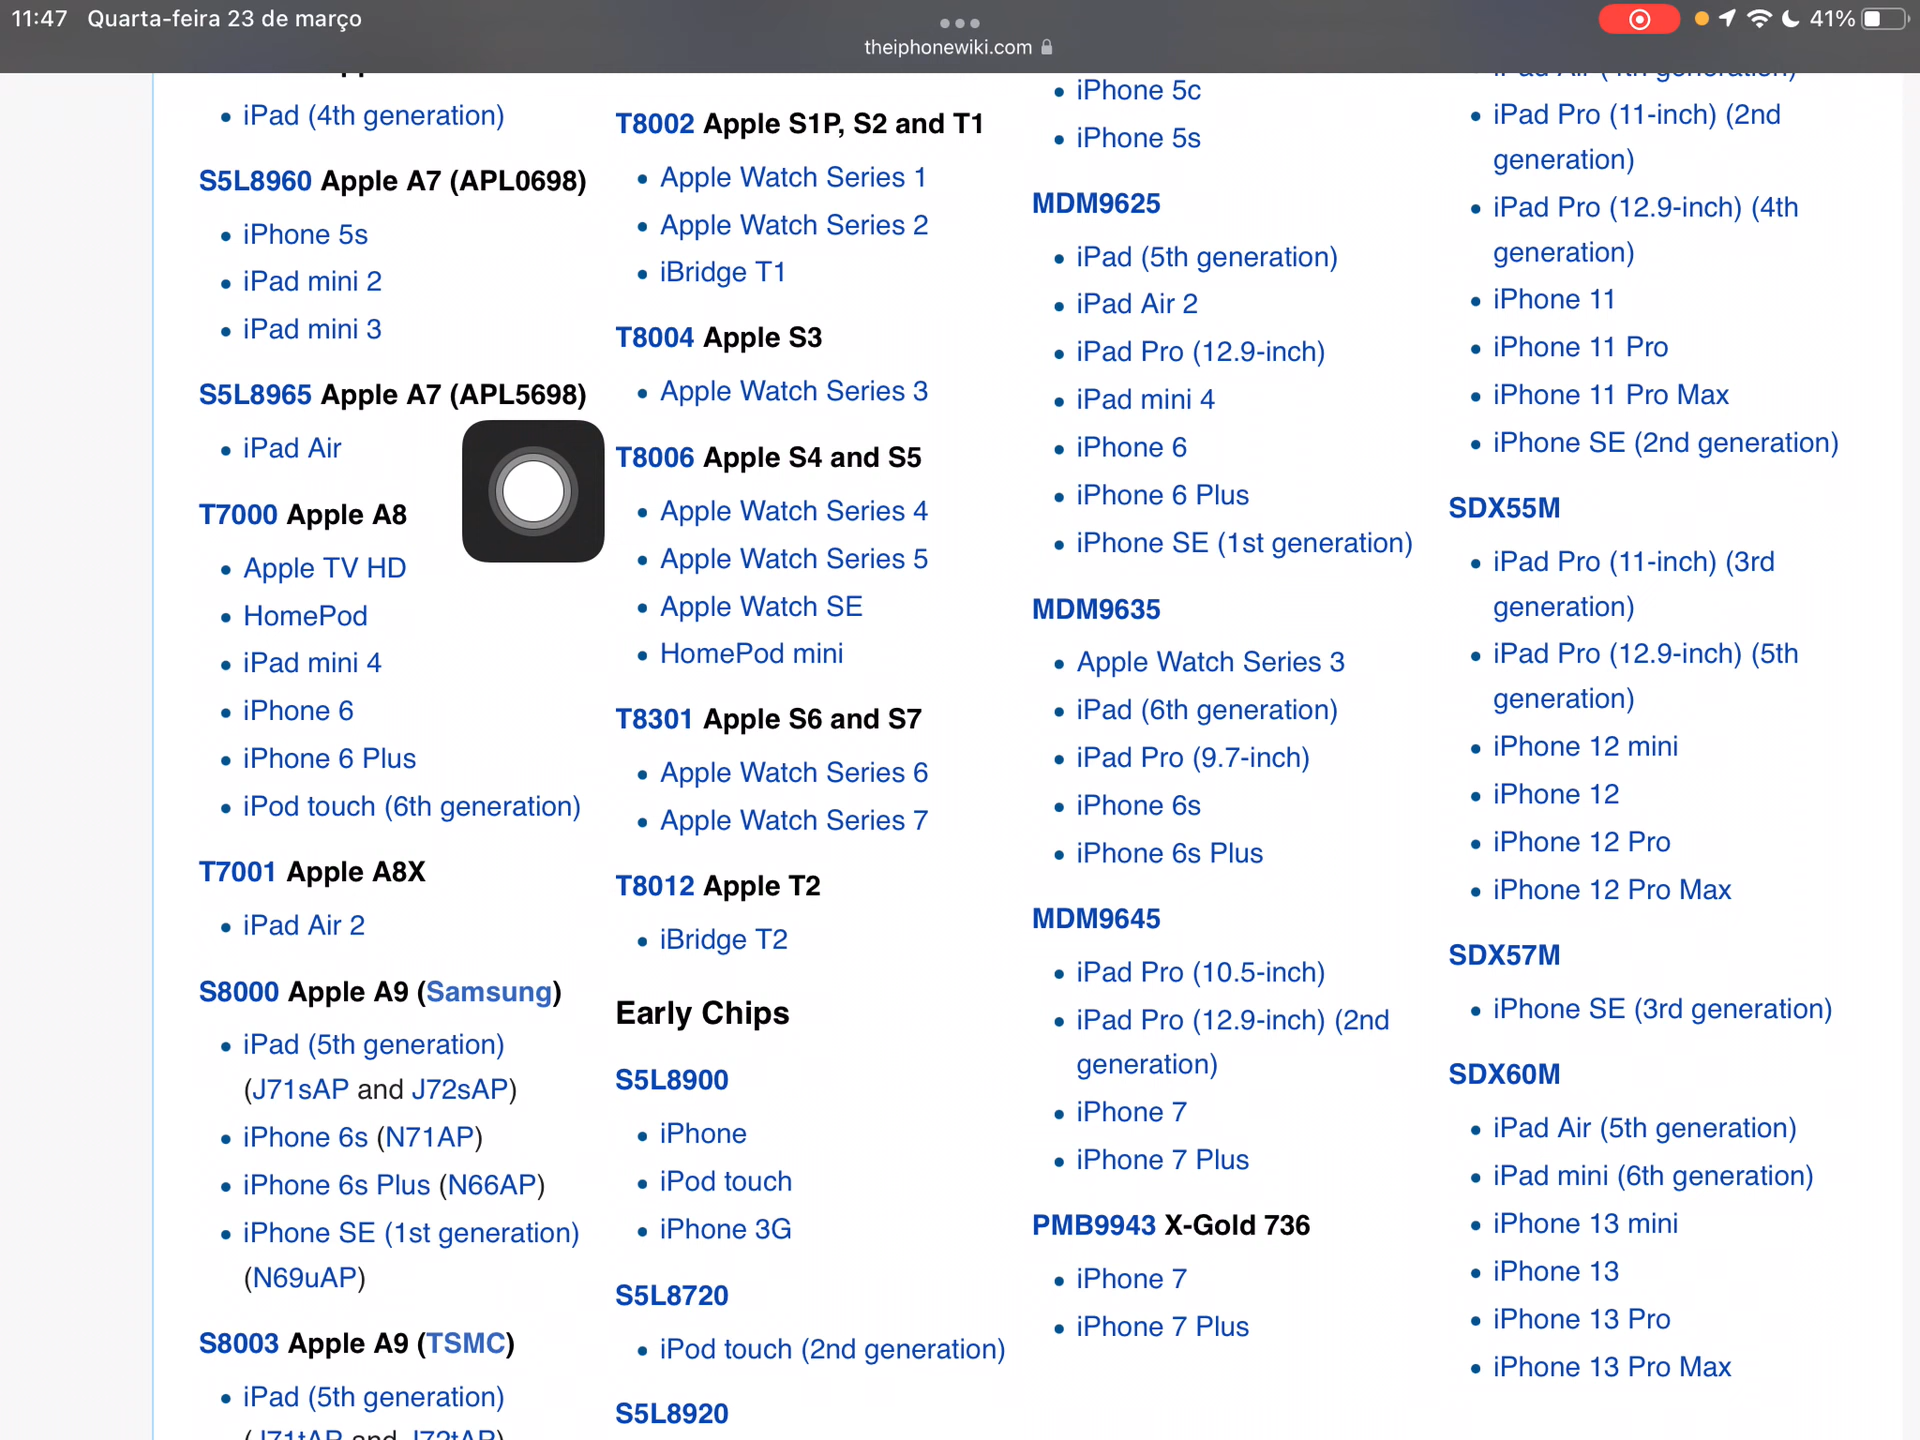 11:47 Quarta-feira 23 de março
theiphonewiki.com
41%
iPad (4th generation)
S5L8960 Apple A7 (APL0698)
iPhone 5s
iPad mini 2
iPad mini 3
S5L8965 Apple A7 (APL5698)
iPad Air
T7000 Apple A8
Apple TV HD
HomePod
iPad mini 4
iPhone 6
iPhone 6 Plus
iPod touch (6th generation)
T7001 Apple A8X
iPad Air 2
S8000 Apple A9 (Samsung)
iPad (5th generation)
(J71sAP and J72sAP)
iPhone 6s (N71AP)
iPhone 6s Plus (N66AP)
iPhone SE (1st generation)
(N69uAP)
S8003 Apple A9 (TSMC)
iPad (5th generation)
(J71tAP and J72tAP)
T8002 Apple S1P, S2 and T1
Apple Watch Series 1
Apple Watch Series 2
iBridge T1
T8004 Apple S3
Apple Watch Series 3
T8006 Apple S4 and S5
Apple Watch Series 4
Apple Watch Series 5
Apple Watch SE
HomePod mini
T8301 Apple S6 and S7
Apple Watch Series 6
Apple Watch Series 7
T8012 Apple T2
iBridge T2
Early Chips
S5L8900
iPhone
iPod touch
iPhone 3G
S5L8720
iPod touch (2nd generation)
S5L8920
iPhone 5c
iPhone 5s
MDM9625
iPad (5th generation)
iPad Air 2
iPad Pro (12.9-inch)
iPad mini 4
iPhone 6
iPhone 6 Plus
iPhone SE (1st generation)
MDM9635
Apple Watch Series 3
iPad (6th generation)
iPad Pro (9.7-inch)
iPhone 6s
iPhone 6s Plus
MDM9645
iPad Pro (10.5-inch)
iPad Pro (12.9-inch) (2nd
generation)
iPhone 7
iPhone 7 Plus
PMB9943 X-Gold 736
iPhone 7
iPhone 7 Plus
iPad Air (4th generation)
iPad Pro (11-inch) (2nd
generation)
iPad Pro (12.9-inch) (4th
generation)
iPhone 11
iPhone 11 Pro
iPhone 11 Pro Max
iPhone SE (2nd generation)
SDX55M
iPad Pro (11-inch) (3rd
generation)
iPad Pro (12.9-inch) (5th
generation)
iPhone 12 mini
iPhone 12
iPhone 12 Pro
iPhone 12 Pro Max
SDX57M
iPhone SE (3rd generation)
SDX60M
iPad Air (5th generation)
iPad mini (6th generation)
iPhone 13 mini
iPhone 13
iPhone 13 Pro
iPhone 13 Pro Max